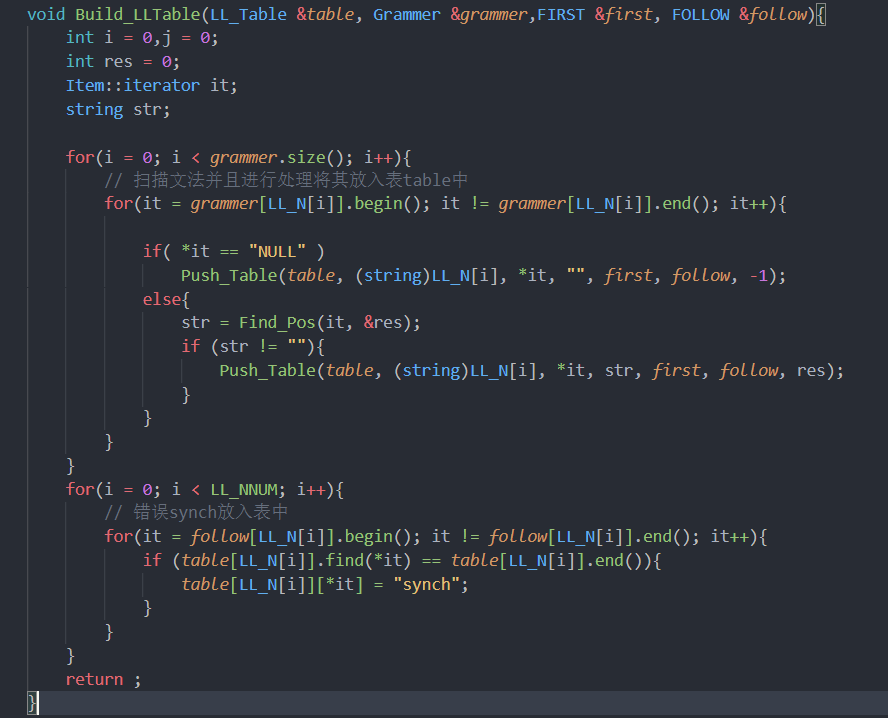 void Build_LLTable(LL_Table &table, Grammer &grammer,FIRST &first, FOLLOW &follow){
    int i = 0,j = 0;
    int res = 0;
    Item::iterator it;
    string str;

    for(i = 0; i < grammer.size(); i++){
        // 扫描文法并且进行处理将其放入表table中
        for(it = grammer[LL_N[i]].begin(); it != grammer[LL_N[i]].end(); it++){

            if( *it == "NULL" )
                Push_Table(table, (string)LL_N[i], *it, "", first, follow, -1);
            else{
                str = Find_Pos(it, &res);
                if (str != ""){
                    Push_Table(table, (string)LL_N[i], *it, str, first, follow, res);
                }
            }
        }
    }
    for(i = 0; i < LL_NNUM; i++){
        // 错误synch放入表中
        for(it = follow[LL_N[i]].begin(); it != follow[LL_N[i]].end(); it++){
            if (table[LL_N[i]].find(*it) == table[LL_N[i]].end()){
                table[LL_N[i]][*it] = "synch";
            }
        }
    }
    return ;
}